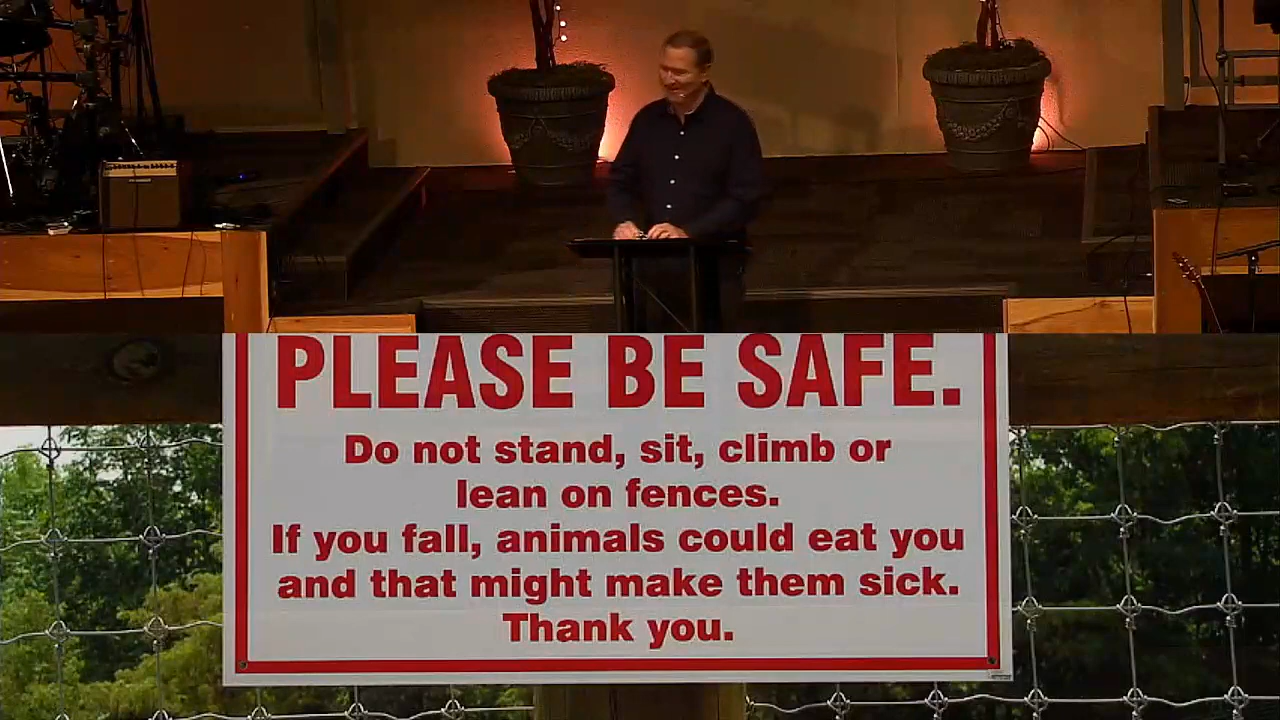 PLEASE BE SAFE.
Do not stand, sit, climb or
lean on fences.
If you fall, animals could eat you
and that might make them sick.
Thank you.